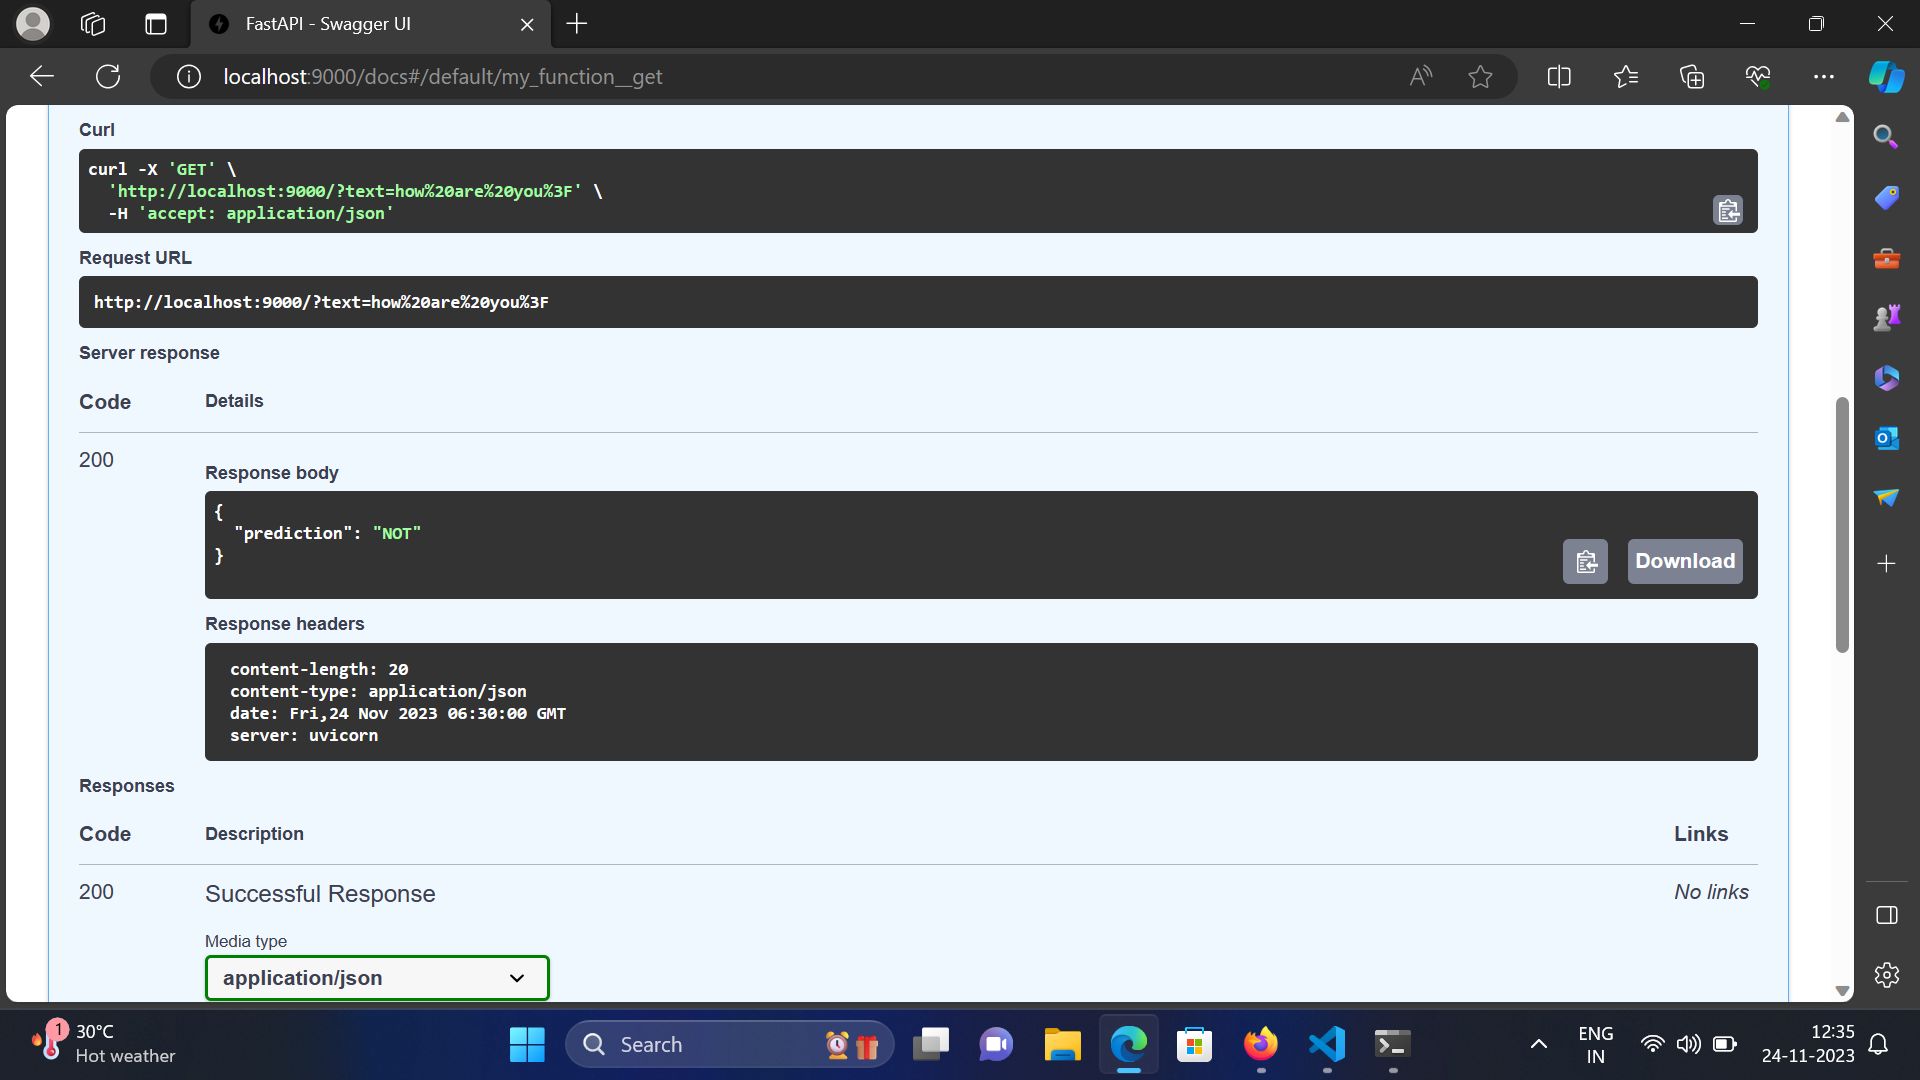 FastAPI - Swagger UI
localhost:9000/docs#/default/my_function__get
Curl
curl -X 'GET' \
'http://localhost:9000/?text=how%20are%20you%3F' \
-H 'accept: application/json'
Request URL
http://localhost:9000/?text=how%20are%20you%3F
Server response
Code Details
200
Response body
{
"prediction": "NOT"
}
Download
Response headers
content-length: 20
content-type: application/json
date: Fri,24 Nov 2023 06:30:00 GMT
server: uvicorn
Responses
Code Description Links
200 Successful Response No links
Media type
application/json
1
30°C
Hot weather
Search
ENG
IN
12:35
24-11-2023